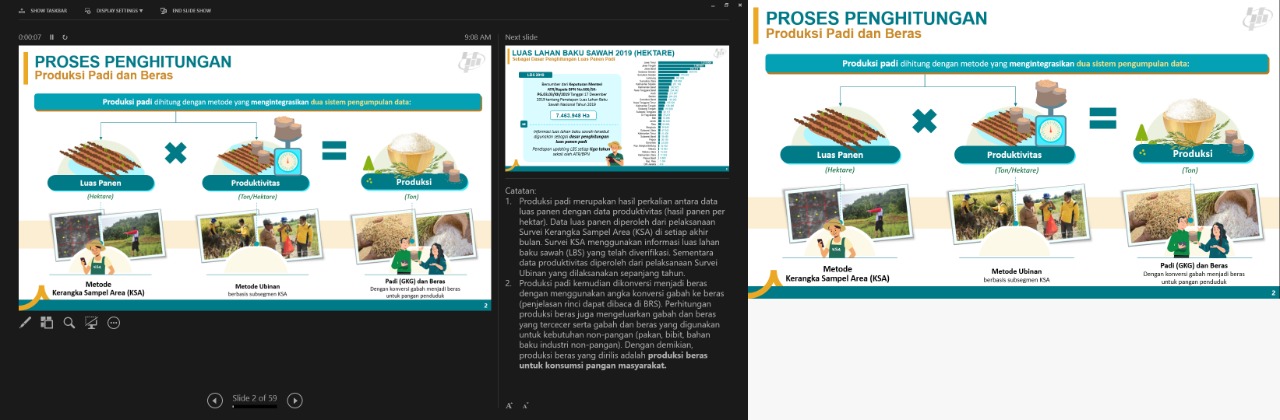 SHOW TASKBAR
DISPLAY SETTINGS ▼
END SLIDE SHOW
0:00:07
9:08 AM
PROSES PENGHITUNGAN
Produksi Padi dan Beras
Produksi padi dihitung dengan metode yang mengintegrasikan dua sistem pengumpulan data:
Luas Panen
(Hektare)
Produktivitas
(Ton/Hektare)
Produksi
(Ton)
Metode
Kerangka Sampel Area (KSA)
Metode Ubinan
berbasis subsegmen KSA
Padi (GKG) dan Beras
Dengan konversi gabah menjadi beras
untuk pangan penduduk
2
Slide 2 of 59
Next slide
LUAS LAHAN BAKU SAWAH 2019 (HEKTARE)
Sebagai Dasar Penghitungan Luas Panen Padi
7.463.948 Ha
Informasi luas lahan baku sawah tersebut
digunakan sebagai dasar penghitungan
luas panen padi
Catatan:
1. Produksi padi merupakan hasil perkalian antara data
luas panen dengan data produktivitas (hasil panen per
hektar). Data luas panen diperoleh dari pelaksanaan
Survei Kerangka Sampel Area (KSA) di setiap akhir
bulan. Survei KSA menggunakan informasi luas lahan
baku sawah (LBS) yang telah diverifikasi. Sementara
data produktivitas diperoleh dari pelaksanaan Survei
Ubinan yang dilaksanakan sepanjang tahun.
2. Produksi padi kemudian dikonversi menjadi beras
dengan menggunakan angka konversi gabah ke beras
(penjelasan rinci dapat dibaca di BRS). Perhitungan
produksi beras juga mengeluarkan gabah dan beras
yang tercecer serta gabah dan beras yang digunakan
untuk kebutuhan non-pangan (pakan, bibit, bahan
baku industri non-pangan). Dengan demikian,
produksi beras yang dirilis adalah produksi beras
untuk konsumsi pangan masyarakat.
PROSES PENGHITUNGAN
Produksi Padi dan Beras
Produksi padi dihitung dengan metode yang mengintegrasikan dua sistem pengumpulan data:
Luas Panen
(Hektare)
Produktivitas
(Ton/Hektare)
Produksi
(Ton)
Metode
Kerangka Sampel Area (KSA)
Metode Ubinan
berbasis subsegmen KSA
Padi (GKG) dan Beras
Dengan konversi gabah menjadi beras
untuk pangan penduduk
2